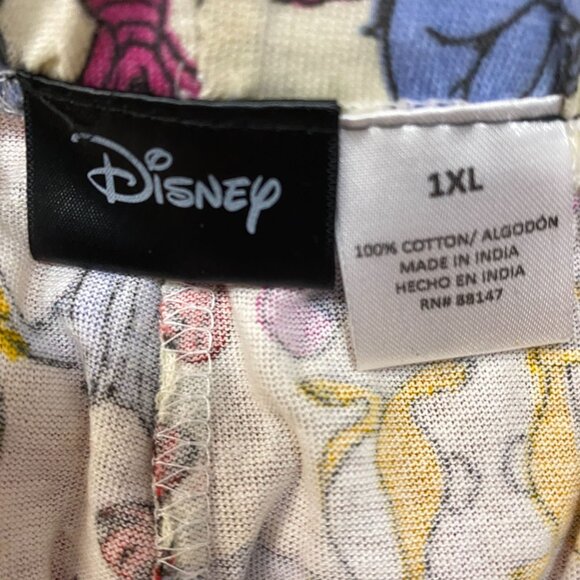 Disney
1XL
100% COTTON/ ALGODÓN
MADE IN INDIA
HECHO EN INDIA
RN# 88147